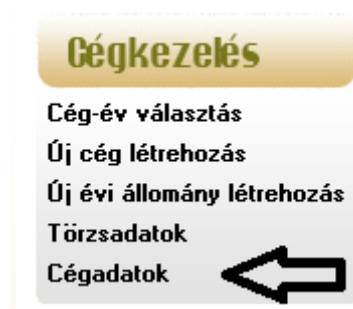 Cégkezelés
Cég-év választás
Új cég létrehozás
Új évi állomány létrehozás
Törzsadatok
Cégadatok